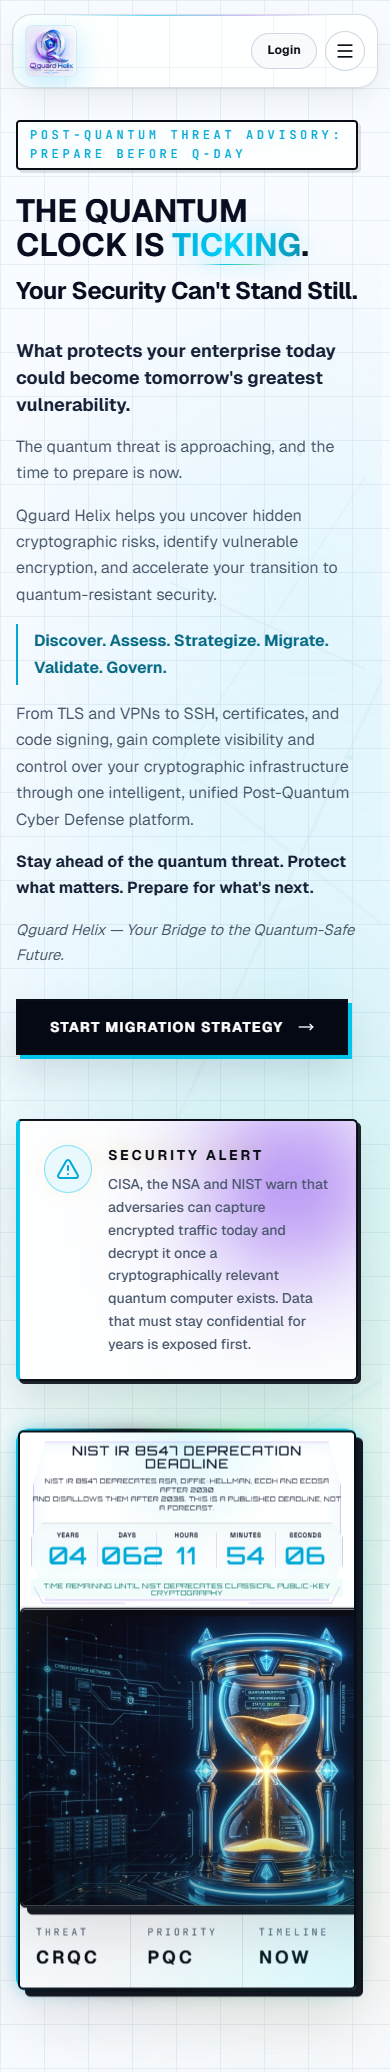 Qguard Helix
Login
POST-QUANTUM THREAT ADVISORY:
PREPARE BEFORE Q-DAY
THE QUANTUM
CLOCK IS TICKING.
Your Security Can't Stand Still.
What protects your enterprise today
could become tomorrow's greatest
vulnerability.
The quantum threat is approaching, and the
time to prepare is now.
Qguard Helix helps you uncover hidden
cryptographic risks, identify vulnerable
encryption, and accelerate your transition to
quantum-resistant security.
Discover. Assess. Strategize. Migrate.
Validate. Govern.
From TLS and VPNs to SSH, certificates, and
code signing, gain complete visibility and
control over your cryptographic infrastructure
through one intelligent, unified Post-Quantum
Cyber Defense platform.
Stay ahead of the quantum threat. Protect
what matters. Prepare for what's next.
Qguard Helix — Your Bridge to the Quantum-Safe
Future.
START MIGRATION STRATEGY →
SECURITY ALERT
CISA, the NSA and NIST warn that
adversaries can capture
encrypted traffic today and
decrypt it once a
cryptographically relevant
quantum computer exists. Data
that must stay confidential for
years is exposed first.
NIST IR 8547 DEPRECATION
DEADLINE
NIST IR 8547 DEPRECATES RSA, DIFFIE-HELLMAN, ECDH AND ECDSA
AFTER 2030
AND DISALLOWS THEM AFTER 2035. THIS IS A PUBLISHED DEADLINE, NOT
A FORECAST.
YEARS DAYS HOURS MINUTES SECONDS
04 062 11 54 06
TIME REMAINING UNTIL NIST DEPRECATES CLASSICAL PUBLIC-KEY
CRYPTOGRAPHY
CYBER DEFENSE NETWORK
THREAT PRIORITY TIMELINE
CRQC PQC NOW